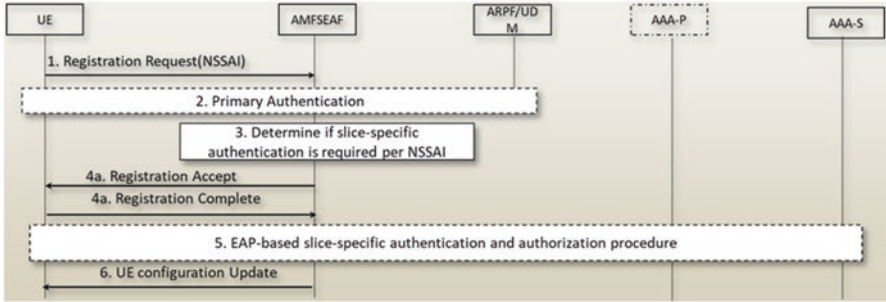 UE
AMFSEAF
ARPF/UD
M
AAA-P
AAA-S
1. Registration Request(NSSAI)
2. Primary Authentication
3. Determine if slice-specific
authentication is required per NSSAI
4a. Registration Accept
4a. Registration Complete
5. EAP-based slice-specific authentication and authorization procedure
6. UE configuration Update